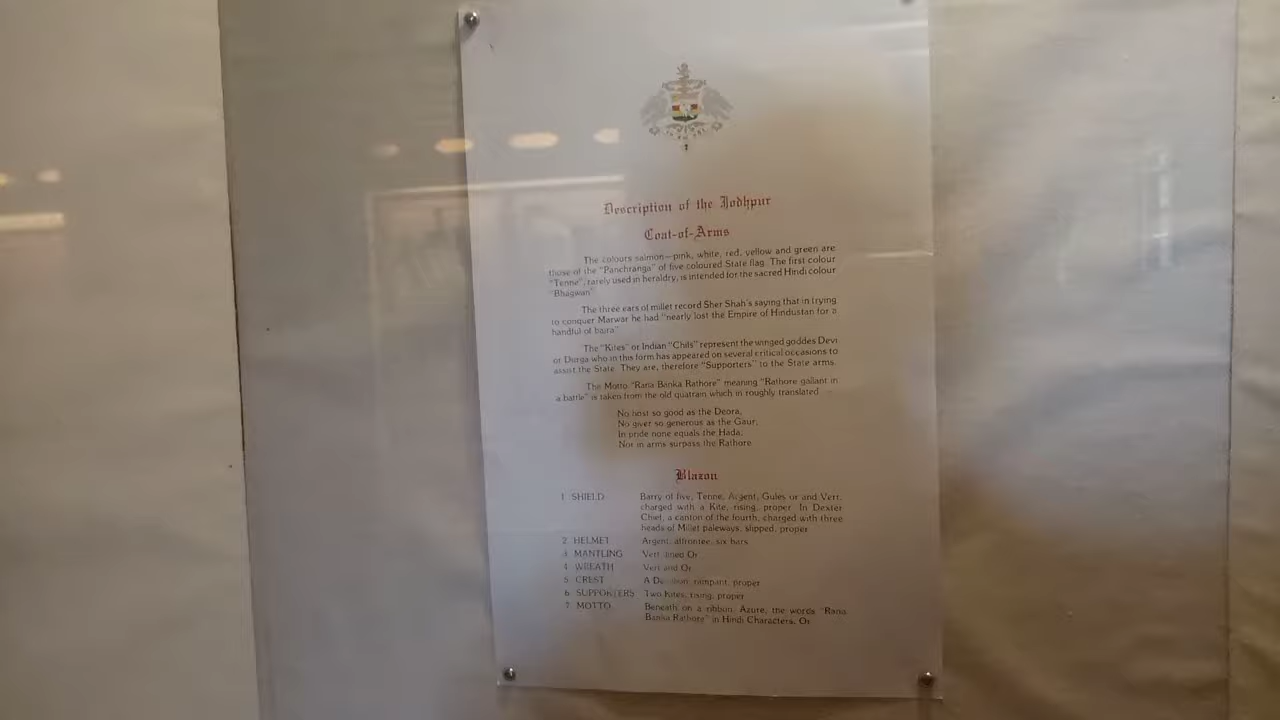 Description of the Jodhpur
Coat-of-Arms
The colours salmon—pink, white, red, yellow and green are
those of the "Panchranga" of five coloured State flag. The first colour
"Tenne", rarely used in heraldry, is intended for the sacred Hindi colour
"Bhagwan"
The three ears of millet record Sher Shah's saying that in trying
to conquer Marwar he had "nearly lost the Empire of Hindustan for a
handful of bajra"
The "Kites" or Indian "Chils" represent the winged goddes Devi
or Durga who in this form has appeared on several critical occasions to
assist the State. They are, therefore "Supporters" to the State arms.
The Motto "Rana Banka Rathore" meaning "Rathore gallant in
a battle" is taken from the old quatrain which in roughly translated
No host so good as the Deora,
No giver so generous as the Gaur,
In pride none equals the Hada,
Nor in arms surpass the Rathore
Blazon
1 SHIELD Barry of five, Tenne, Argent, Gules or and Vert,
charged with a Kite, rising, proper In Dexter
Chief, a canton of the fourth, charged with three
heads of Millet paleways, slipped, proper
2 HELMET Argent, affrontee, six bars
3 MANTLING Vert lined Or
4 WREATH Vert and Or
5 CREST A rampant, proper
6 SUPPORTERS Two Kites, rising, proper
7 MOTTO Beneath on a ribbon, Azure, the words "Rana
Banka Rathore" in Hindi Characters, Or